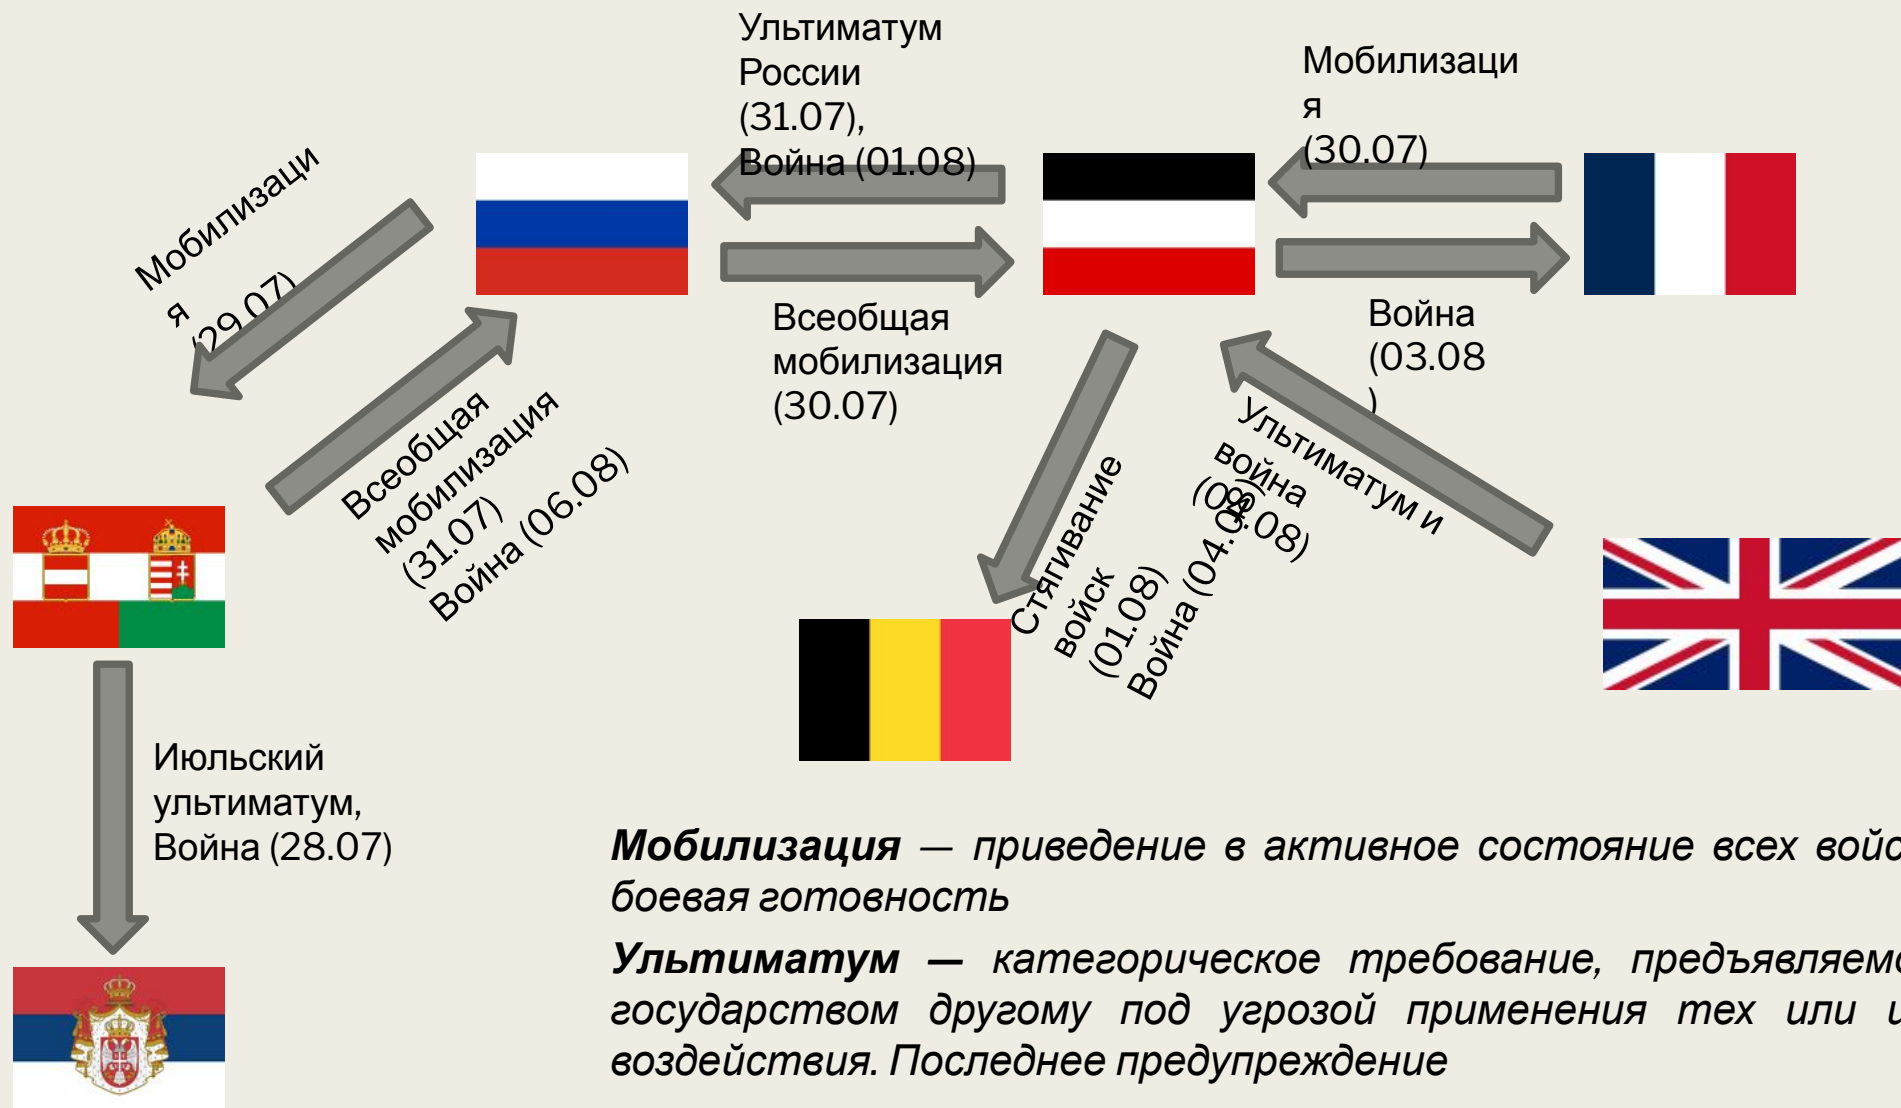 Ультиматум
России
(31.07),
Война (01.08)
Мобилизаци
я
(30.07)
Мобилизаци
я
(29.07)
Всеобщая
мобилизация
(30.07)
Война
(03.08
)
Всеобщая
мобилизация
(31.07)
Война (06.08)
Стягивание
войск
(01.08)
Война (04.08)
Ультиматум и
война
(04.08)
Июльский
ультиматум,
Война (28.07)
Мобилизация — приведение в активное состояние всех войс
боевая готовность
Ультиматум — категорическое требование, предъявляемо
государством другому под угрозой применения тех или и
воздействия. Последнее предупреждение